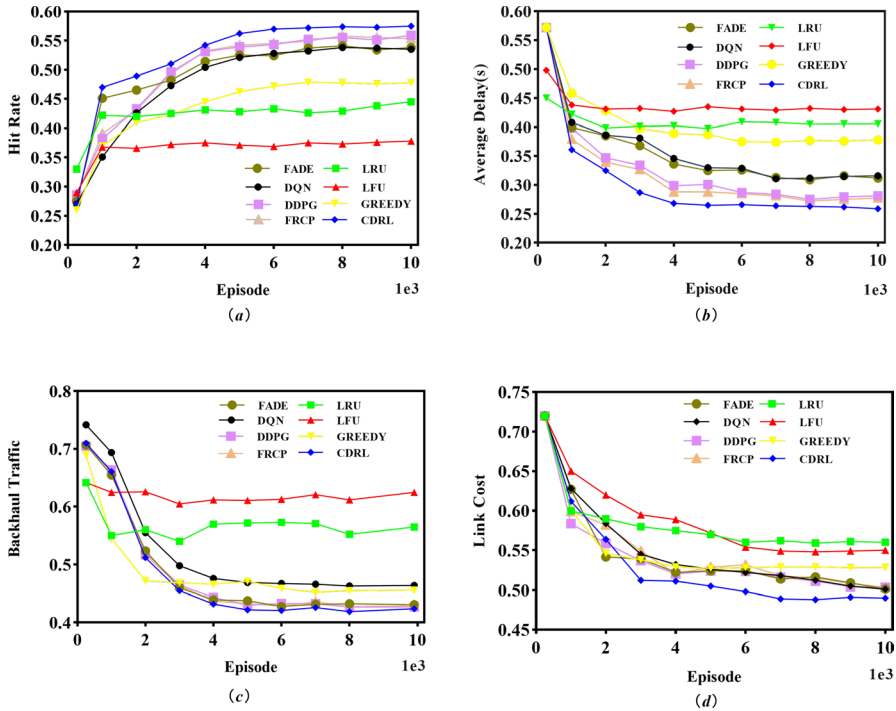 0.60
0.55
0.50
0.45
0.40
0.35
0.30
0.25
0.20
Hit Rate
FADE LRU
DQN LFU
DDPG GREEDY
FRCP CDRL
0 2 4 6 8 10
Episode 1e3
(a)
0.60
0.55
0.50
0.45
0.40
0.35
0.30
0.25
0.20
Average Delay(s)
FADE LRU
DQN LFU
DDPG GREEDY
FRCP CDRL
0 2 4 6 8 10
Episode 1e3
(b)
0.8
0.7
0.6
0.5
0.4
Backhaul Traffic
FADE LRU
DQN LFU
DDPG GREEDY
FRCP CDRL
0 2 4 6 8 10
Episode 1e3
(c)
0.75
0.70
0.65
0.60
0.55
0.50
0.45
Link Cost
FADE LRU
DQN LFU
DDPG GREEDY
FRCP CDRL
0 2 4 6 8 10
Episode 1e3
(d)